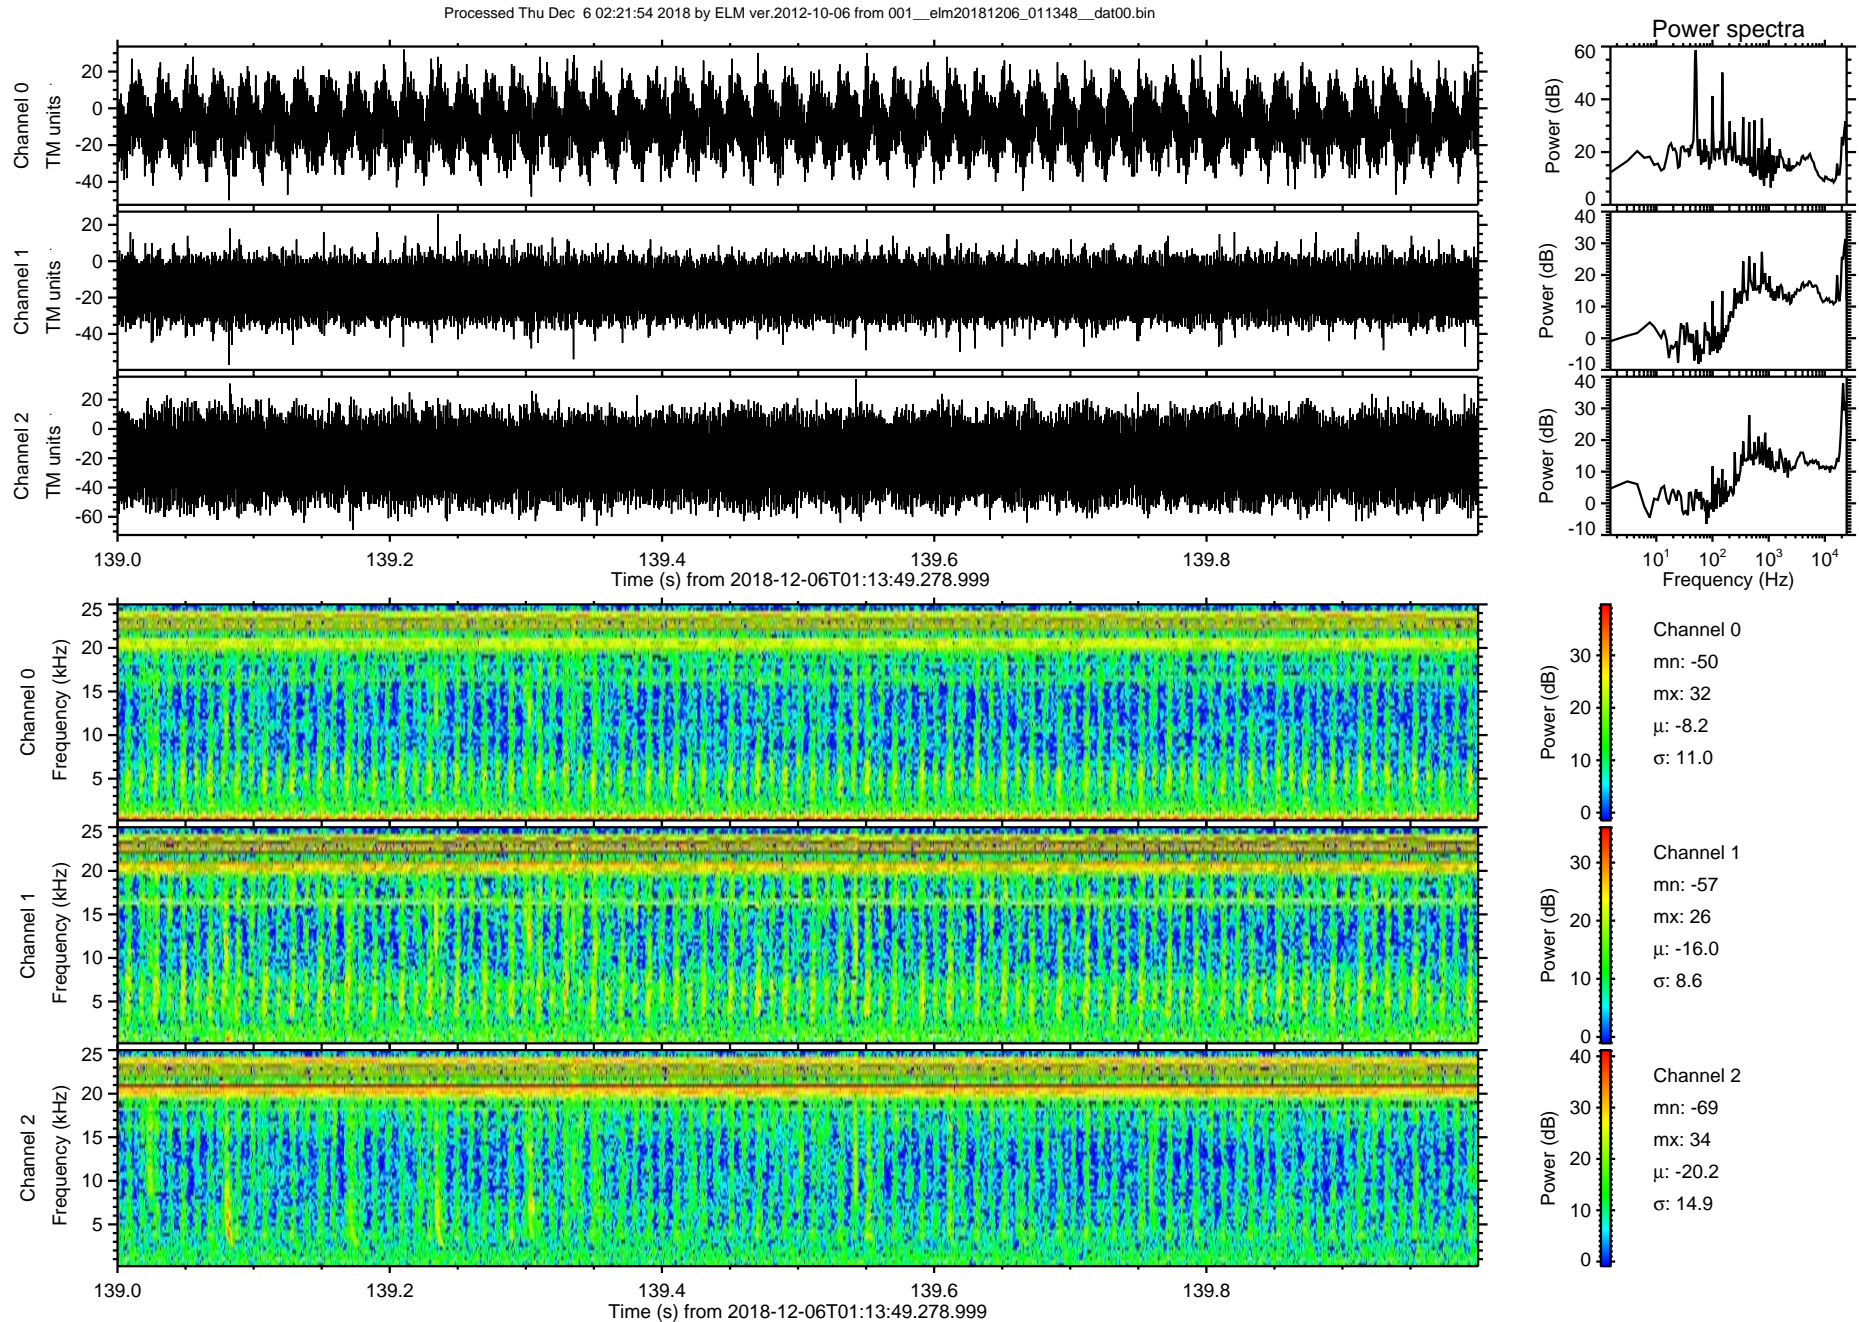 Processed Thu Dec  6 02:21:54 2018 by ELM ver.2012-10-06 from 001__elm20181206_011348__dat00.bin
Power spectra
Channel 0
TM units
20
0
-20
-40
Power (dB)
60
40
20
0
Channel 1
TM units
20
0
-20
-40
Power (dB)
40
30
20
10
0
-10
Channel 2
TM units
20
0
-20
-40
-60
Power (dB)
40
30
20
10
0
-10
139.0 139.2 139.4 139.6 139.8
Time (s) from 2018-12-06T01:13:49.278.999
10¹ 10² 10³ 10⁴
Frequency (Hz)
Channel 0
Frequency (kHz)
25
20
15
10
5
Power (dB)
30
20
10
0
Channel 0
mn: -50
mx: 32
μ: -8.2
σ: 11.0
Channel 1
Frequency (kHz)
25
20
15
10
5
Power (dB)
30
20
10
0
Channel 1
mn: -57
mx: 26
μ: -16.0
σ: 8.6
Channel 2
Frequency (kHz)
25
20
15
10
5
Power (dB)
40
30
20
10
0
Channel 2
mn: -69
mx: 34
μ: -20.2
σ: 14.9
139.0 139.2 139.4 139.6 139.8
Time (s) from 2018-12-06T01:13:49.278.999